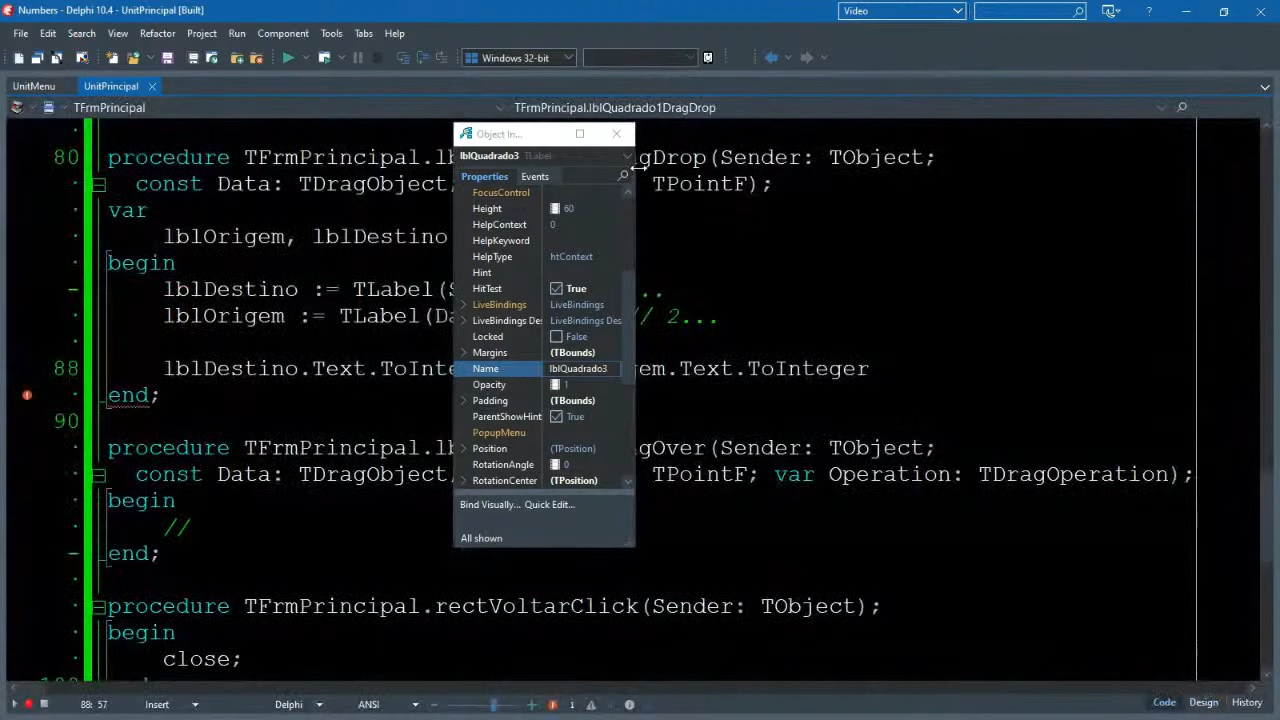 Numbers - Delphi 10.4 - UnitPrincipal [Built]
Video
?
File Edit Search View Refactor Project Run Component Tools Tabs Help
Windows 32-bit
UnitMenu UnitPrincipal
TFrmPrincipal TFrmPrincipal.lblQuadrado1DragDrop
80 procedure TFrmPrincipal.lb gDrop(Sender: TObject;
const Data: TDragObject, TPointF);
var
lblOrigem, lblDestino
begin
lblDestino := TLabel(S ..
lblOrigem := TLabel(Da // 2...
88 lblDestino.Text.ToInte em.Text.ToInteger
end;
90
procedure TFrmPrincipal.lb agOver(Sender: TObject;
const Data: TDragObject, TPointF; var Operation: TDragOperation);
begin
//
end;
procedure TFrmPrincipal.rectVoltarClick(Sender: TObject);
begin
close;
Object In...
lblQuadrado3 TLabel
Properties Events
FocusControl
Height 60
HelpContext 0
HelpKeyword
HelpType htContext
Hint
HitTest True
LiveBindings LiveBindings
LiveBindings De: LiveBindings Des
Locked False
Margins (TBounds)
Name lblQuadrado3
Opacity 1
Padding (TBounds)
ParentShowHint True
PopupMenu
Position (TPosition)
RotationAngle 0
RotationCenter (TPosition)
Bind Visually... Quick Edit...
All shown
88: 57 Insert Delphi ANSI 1 Code Design History